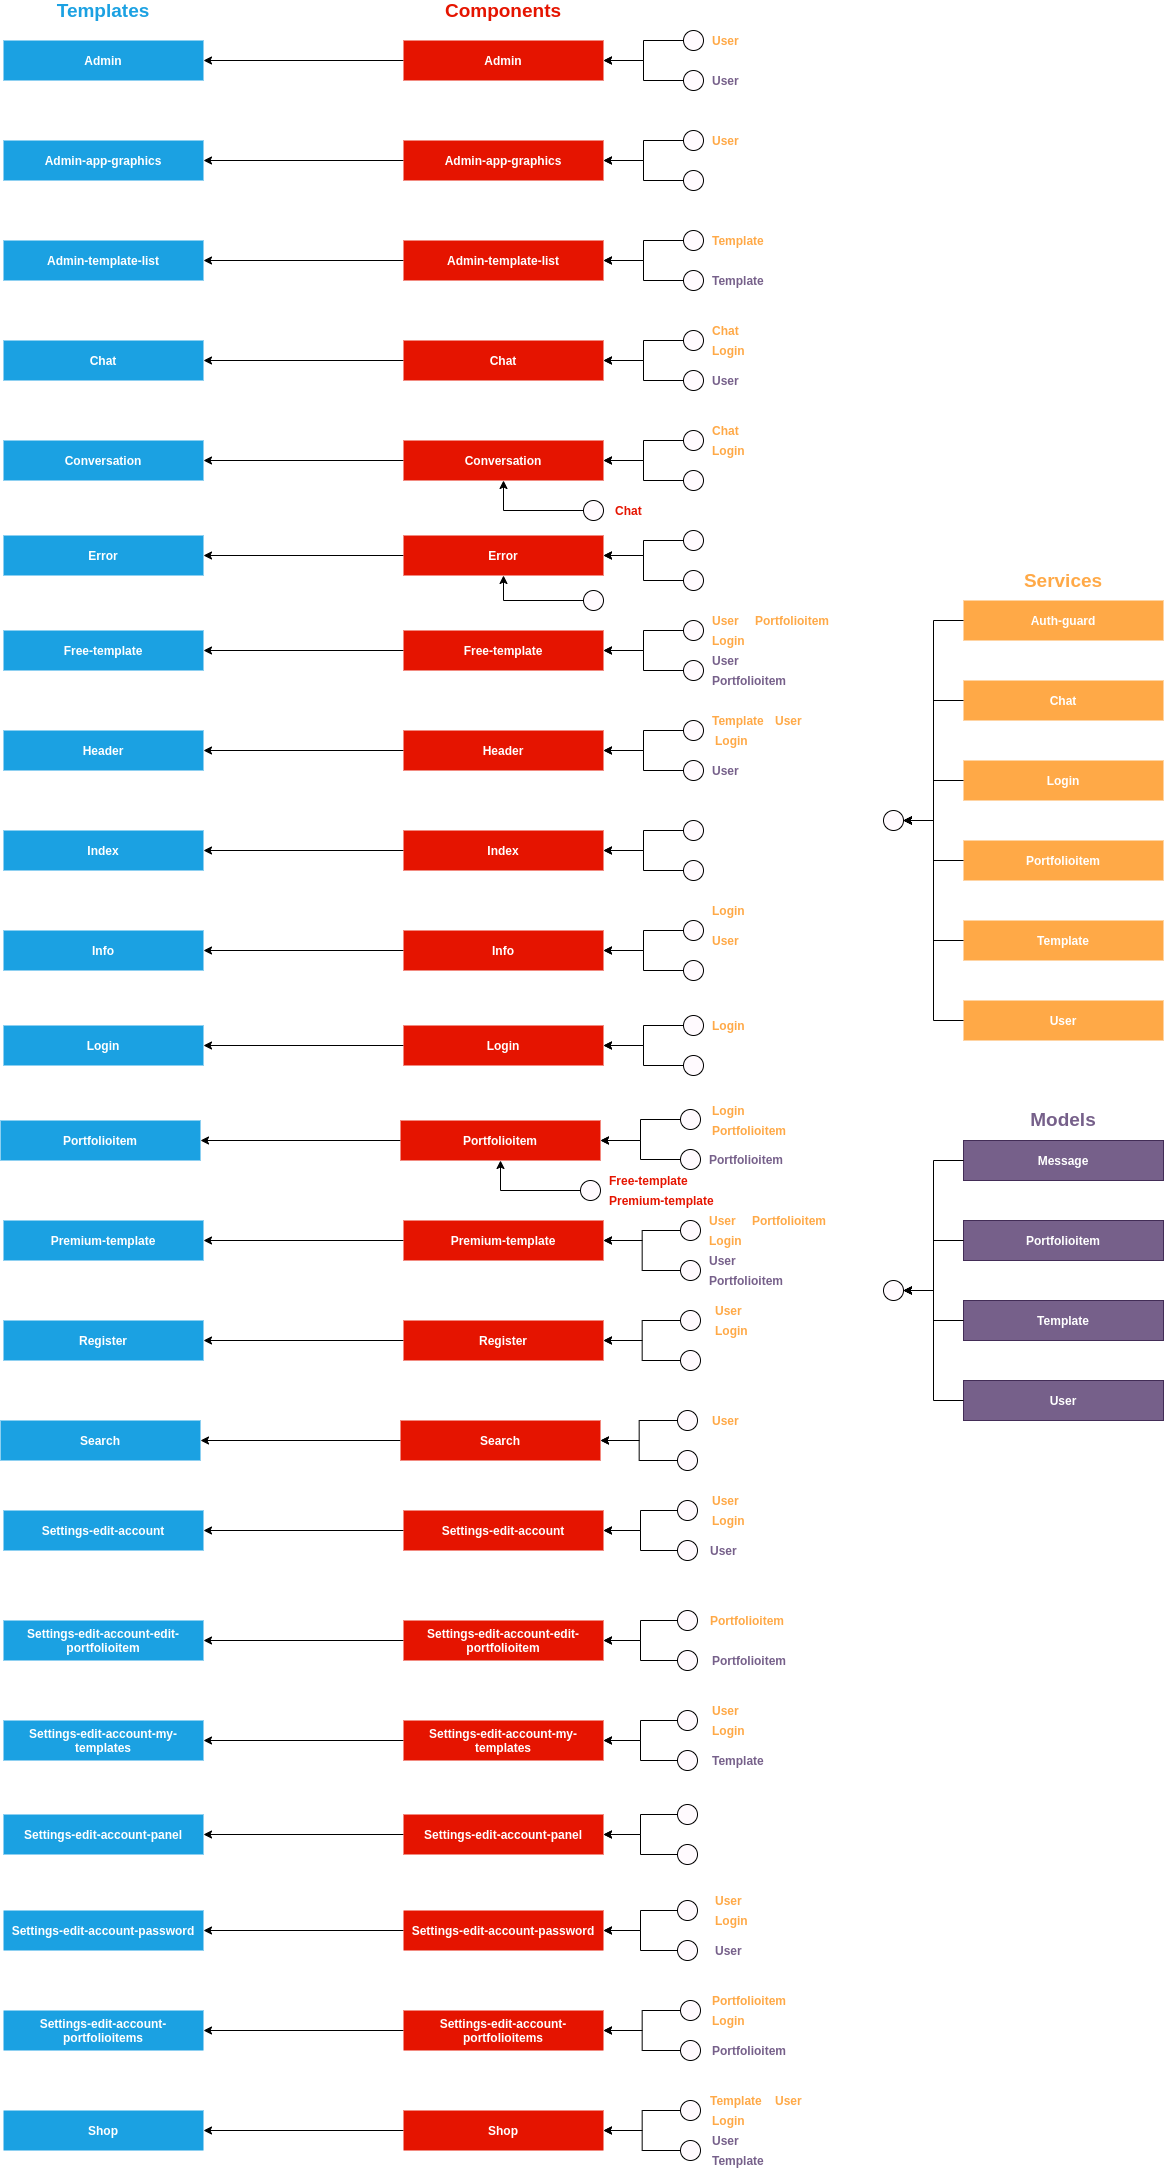 Templates
Components
Admin
Admin
User
User
Admin-app-graphics
Admin-app-graphics
User
Admin-template-list
Admin-template-list
Template
Template
Chat
Chat
Chat
Login
User
Conversation
Conversation
Chat
Login
Chat
Error
Error
Free-template
Free-template
User Portfolioitem
Login
User
Portfolioitem
Header
Header
Template User
Login
User
Index
Index
Info
Info
Login
User
Login
Login
Login
Portfolioitem
Portfolioitem
Login
Portfolioitem
Portfolioitem
Free-template
Premium-template
Premium-template
Premium-template
User Portfolioitem
Login
User
Portfolioitem
Register
Register
User
Login
Search
Search
User
Settings-edit-account
Settings-edit-account
User
Login
User
Settings-edit-account-edit-
portfolioitem
Settings-edit-account-edit-
portfolioitem
Portfolioitem
Portfolioitem
Settings-edit-account-my-
templates
Settings-edit-account-my-
templates
User
Login
Template
Settings-edit-account-panel
Settings-edit-account-panel
Settings-edit-account-password
Settings-edit-account-password
User
Login
User
Settings-edit-account-
portfolioitems
Settings-edit-account-
portfolioitems
Portfolioitem
Login
Portfolioitem
Shop
Shop
Template User
Login
User
Template
Services
Auth-guard
Chat
Login
Portfolioitem
Template
User
Models
Message
Portfolioitem
Template
User